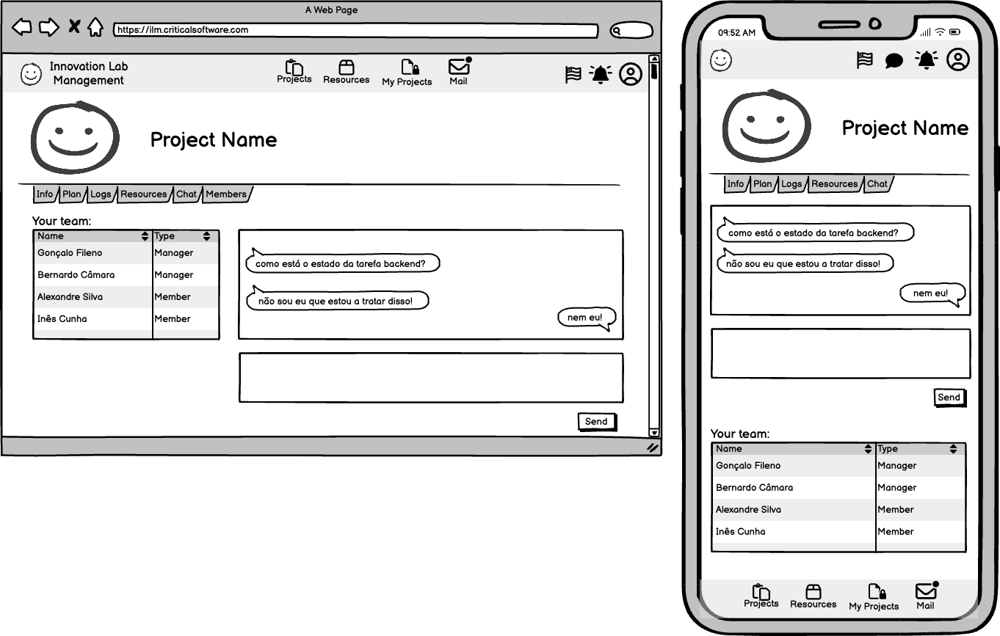 A Web Page
https://ilm.criticalsoftware.com
Innovation Lab
Management
Projects
Resources
My Projects
Mail
Project Name
Info
Plan
Logs
Resources
Chat
Members
Your team:
Name Type
Gonçalo Fileno Manager
Bernardo Câmara Manager
Alexandre Silva Member
Inês Cunha Member
como está o estado da tarefa backend?
não sou eu que estou a tratar disso!
nem eu!
Send
09:52 AM
Project Name
Info
Plan
Logs
Resources
Chat
como está o estado da tarefa backend?
não sou eu que estou a tratar disso!
nem eu!
Send
Your team:
Name Type
Gonçalo Fileno Manager
Bernardo Câmara Manager
Alexandre Silva Member
Inês Cunha Member
Projects
Resources
My Projects
Mail